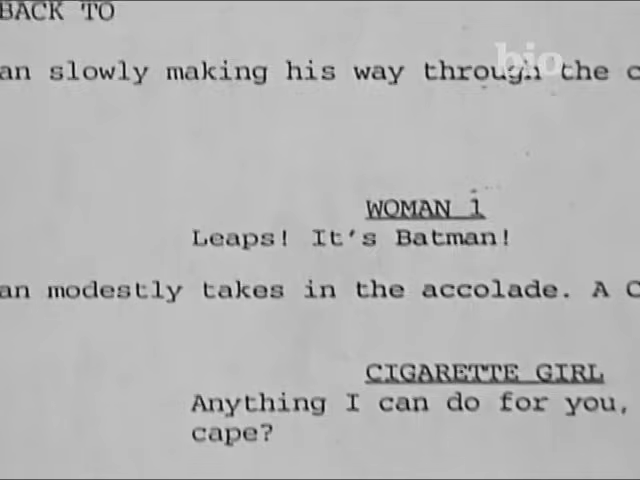 BACK TO
bio
an slowly making his way through the c
WOMAN 1
Leaps! It's Batman!
an modestly takes in the accolade. A C
CIGARETTE GIRL
Anything I can do for you,
cape?